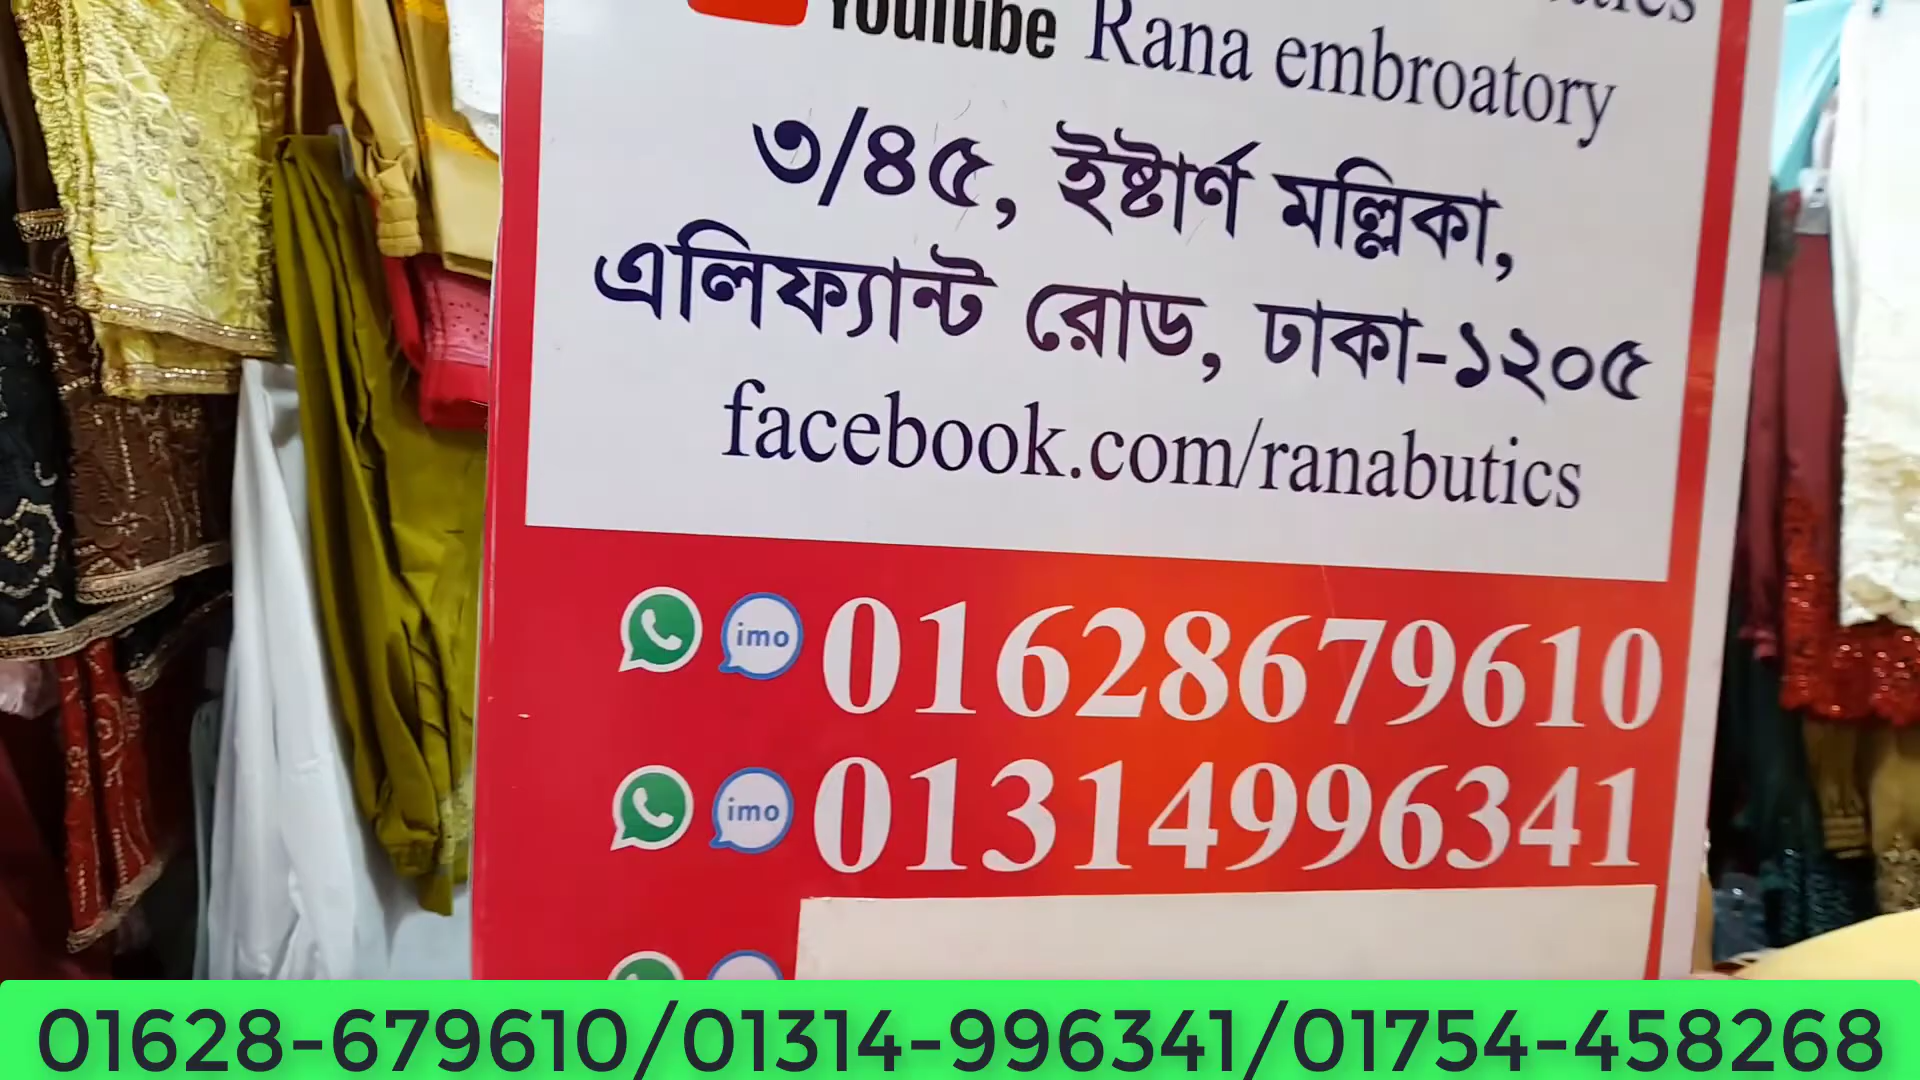 YouTube Rana embroatory
৩/৪৫, ইষ্টার্ণ মল্লিকা,
এলিফ্যান্ট রোড, ঢাকা-১২০৫
facebook.com/ranabutics
imo 01628679610
imo 01314996341
01628-679610/01314-996341/01754-458268